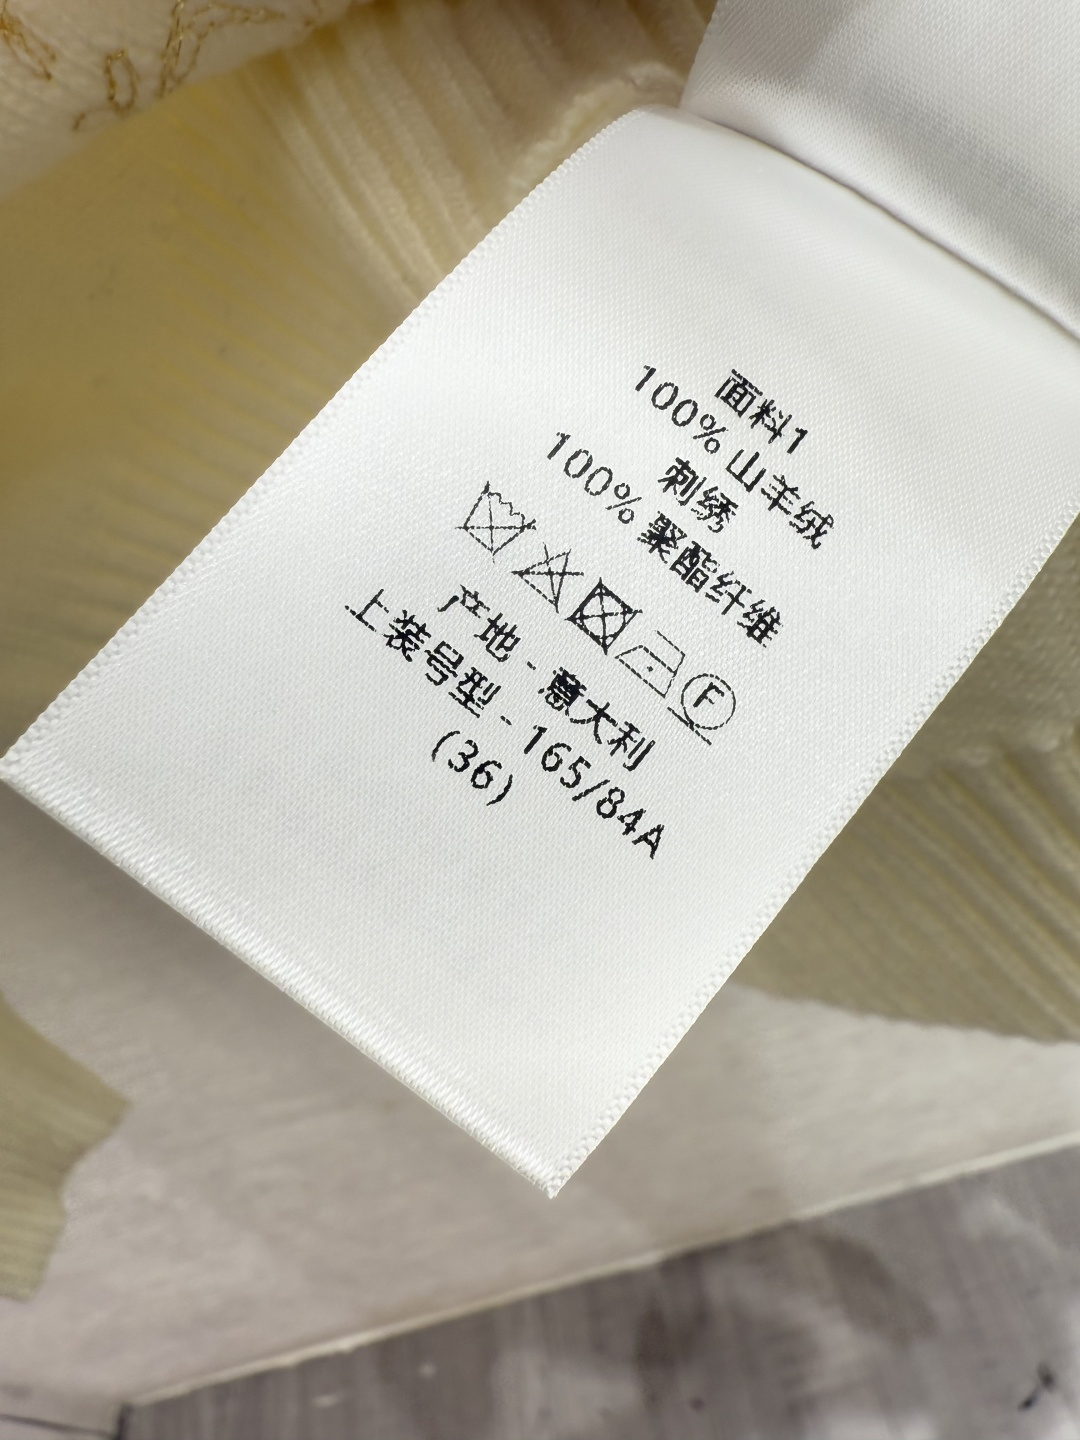 面料1
100% 山羊绒
刺绣
100% 聚酯纤维
F
产地 - 意大利
上装号型 - 165/84A
(36)